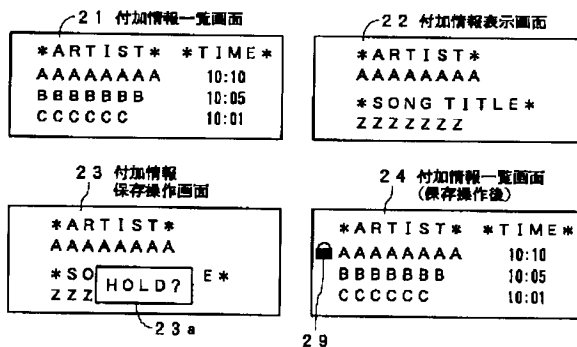 21 付加情報一覧画面
*ARTIST* *TIME*
AAAAAAAA 10:10
BBBBBBB 10:05
CCCCCC 10:01
22 付加情報表示画面
*ARTIST*
AAAAAAAA
*SONG TITLE*
ZZZZZZZ
23 付加情報
保存操作画面
*ARTIST*
AAAAAAAA
*SO E*
ZZZ
HOLD?
23a
24 付加情報一覧画面
(保存操作後)
*ARTIST* *TIME*
AAAAAAAA 10:10
BBBBBBB 10:05
CCCCCC 10:01
29